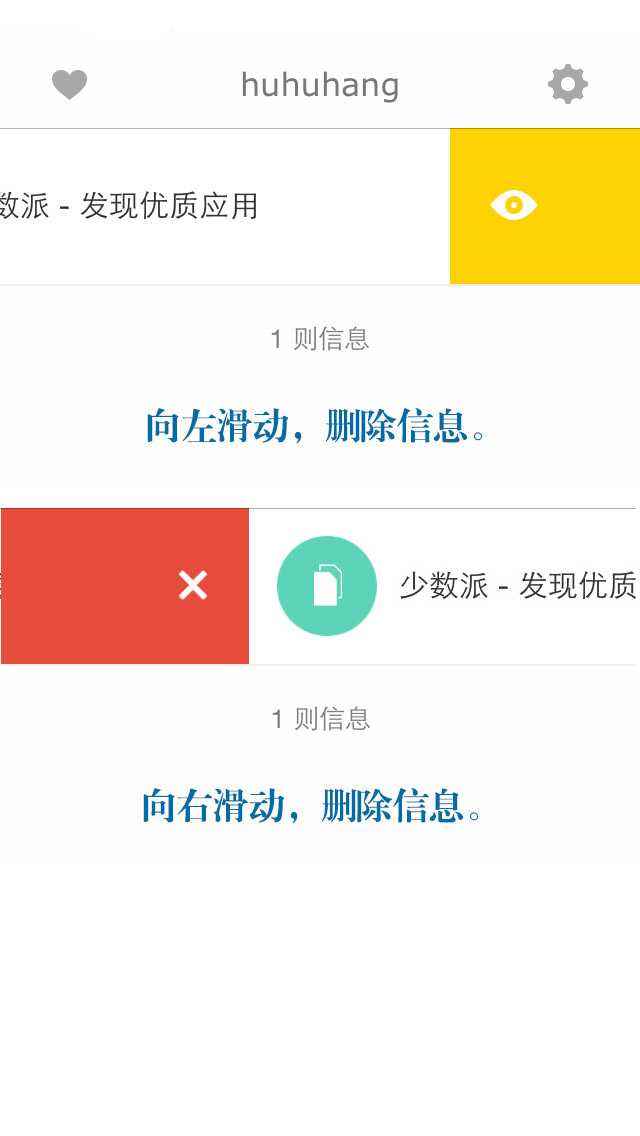 huhuhang
数派 - 发现优质应用
1 则信息
向左滑动，删除信息。
少数派 - 发现优质
1 则信息
向右滑动，删除信息。